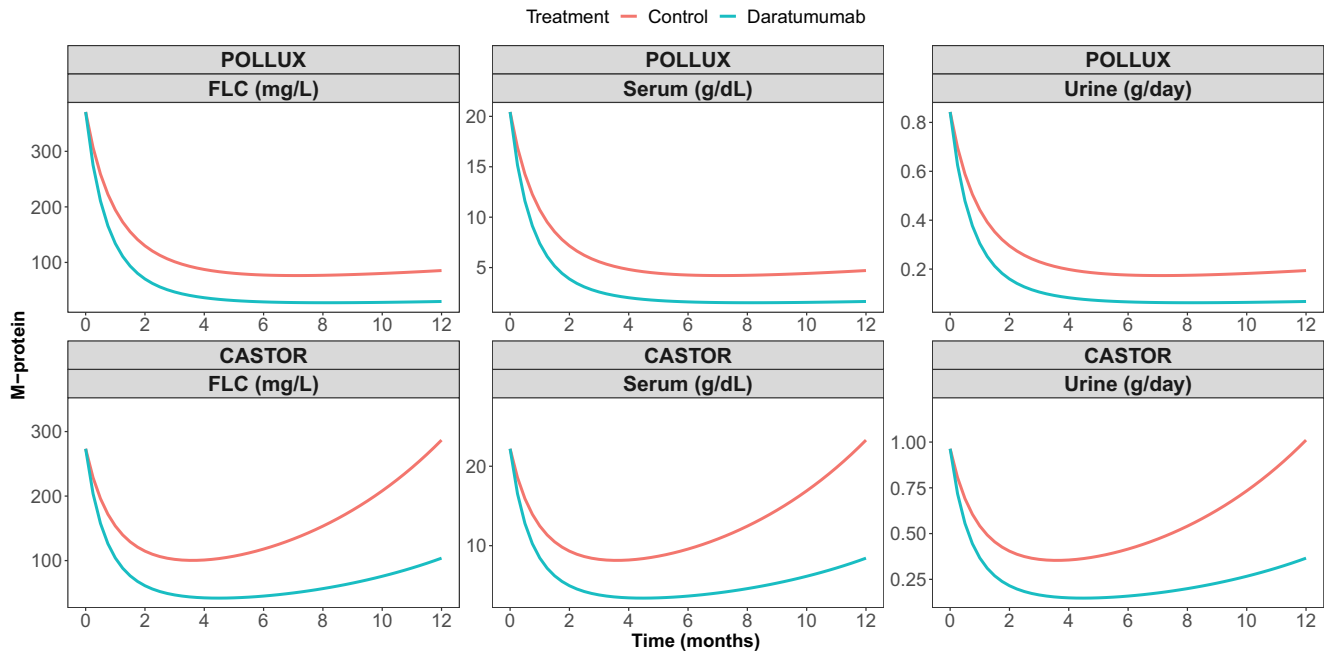 Treatment Control Daratumumab
POLLUX POLLUX POLLUX
FLC (mg/L) Serum (g/dL) Urine (g/day)
300
200
100
20
15
10
5
0.8
0.6
0.4
0.2
0 2 4 6 8 10 12 0 2 4 6 8 10 12 0 2 4 6 8 10 12
M−protein
CASTOR CASTOR CASTOR
FLC (mg/L) Serum (g/dL) Urine (g/day)
300
200
100
20
10
1.00
0.75
0.50
0.25
0 2 4 6 8 10 12 0 2 4 6 8 10 12 0 2 4 6 8 10 12
Time (months)